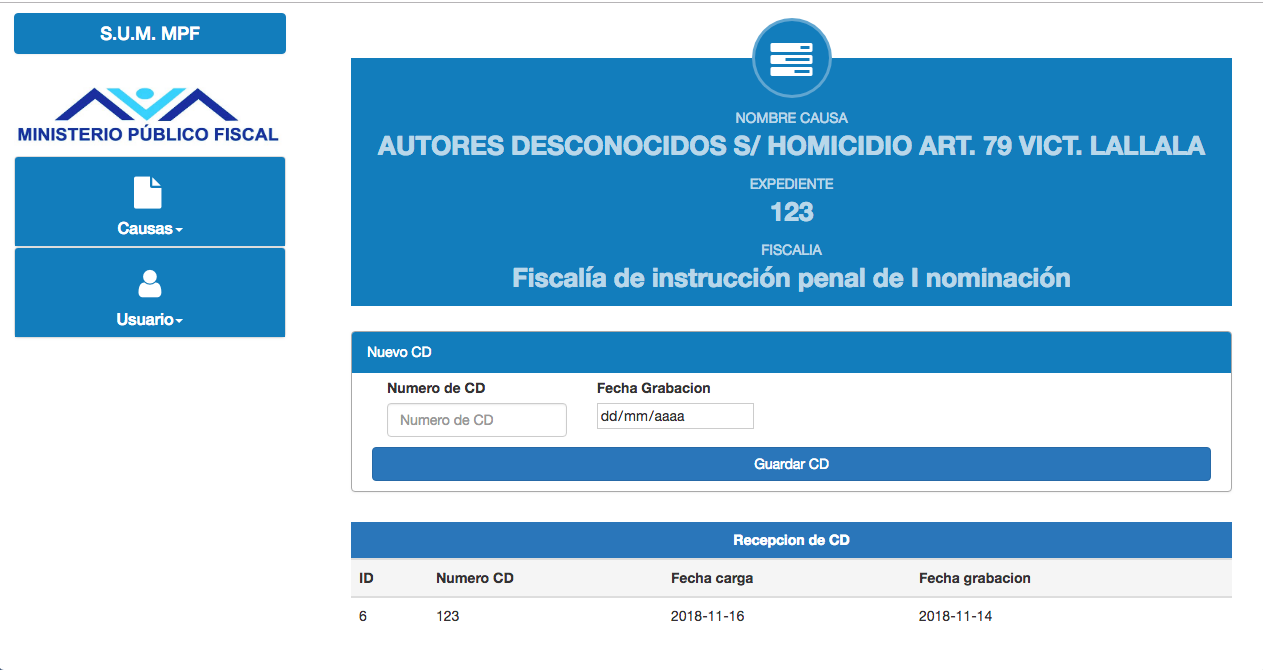 S.U.M. MPF
MINISTERIO PÚBLICO FISCAL
Causas
Usuario
NOMBRE CAUSA
AUTORES DESCONOCIDOS S/ HOMICIDIO ART. 79 VICT. LALLALA
EXPEDIENTE
123
FISCALIA
Fiscalía de instrucción penal de I nominación
Nuevo CD
Numero de CD Fecha Grabacion
Numero de CD dd/mm/aaaa
Guardar CD
Recepcion de CD
ID Numero CD Fecha carga Fecha grabacion
6 123 2018-11-16 2018-11-14